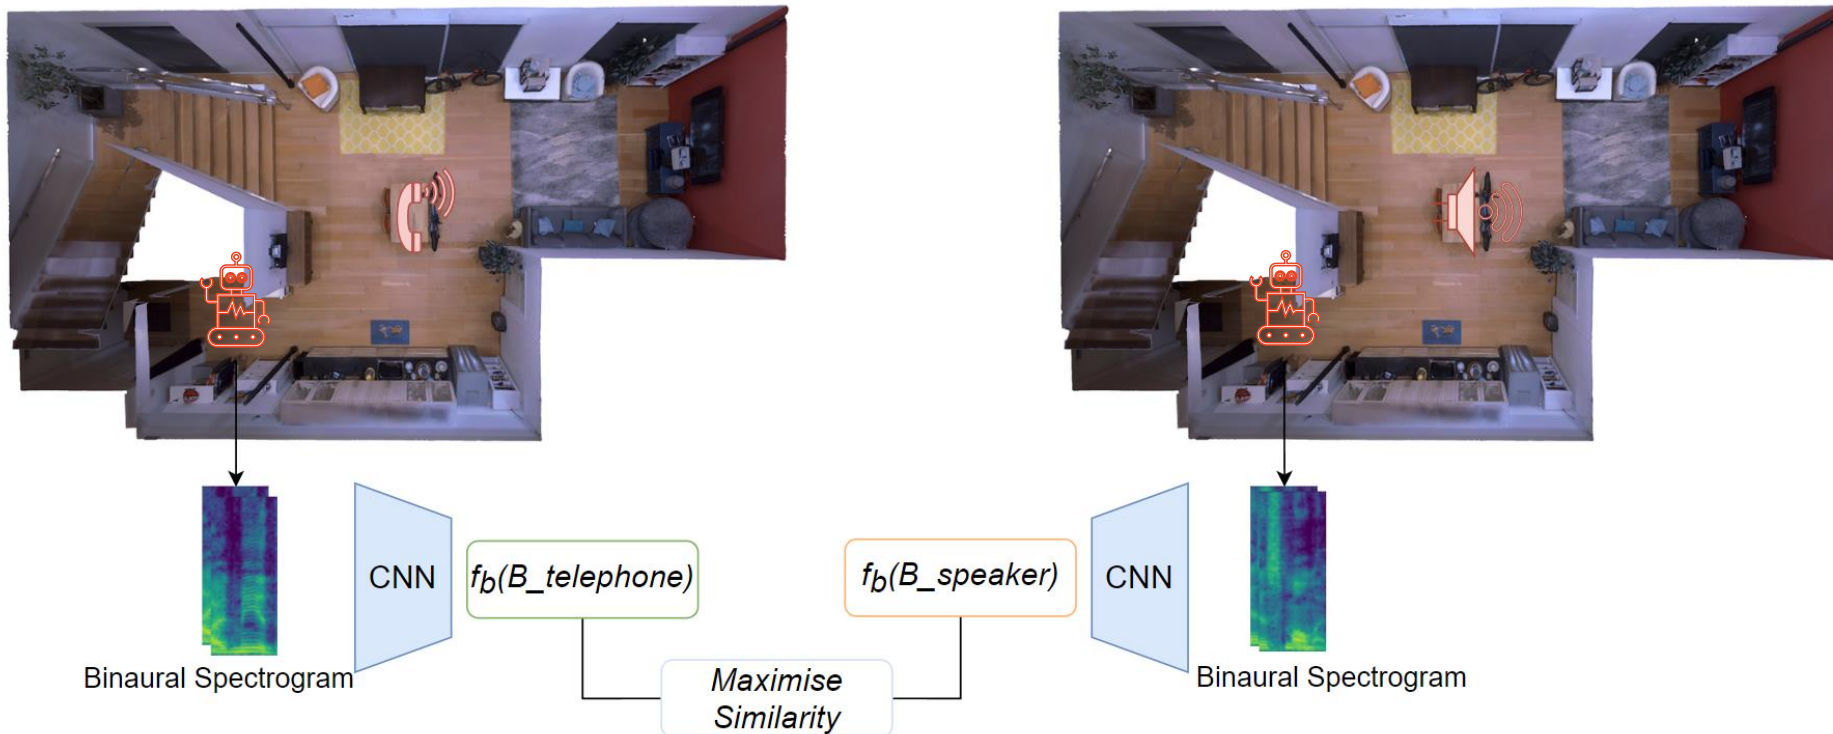 CNN
f_b(B_telephone)
f_b(B_speaker)
CNN
Binaural Spectrogram
Binaural Spectrogram
Maximise
Similarity